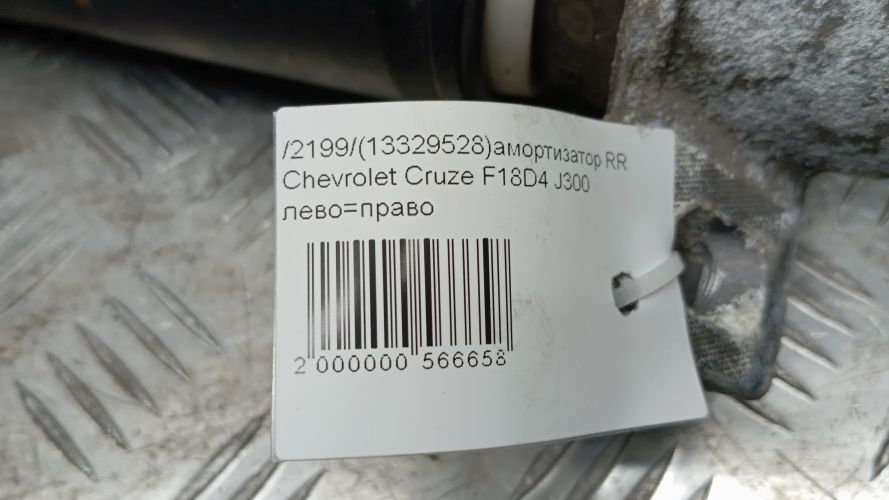 /2199/(13329528)амортизатор RR
Chevrolet Cruze F18D4 J300
лево=право
2 000000 566658